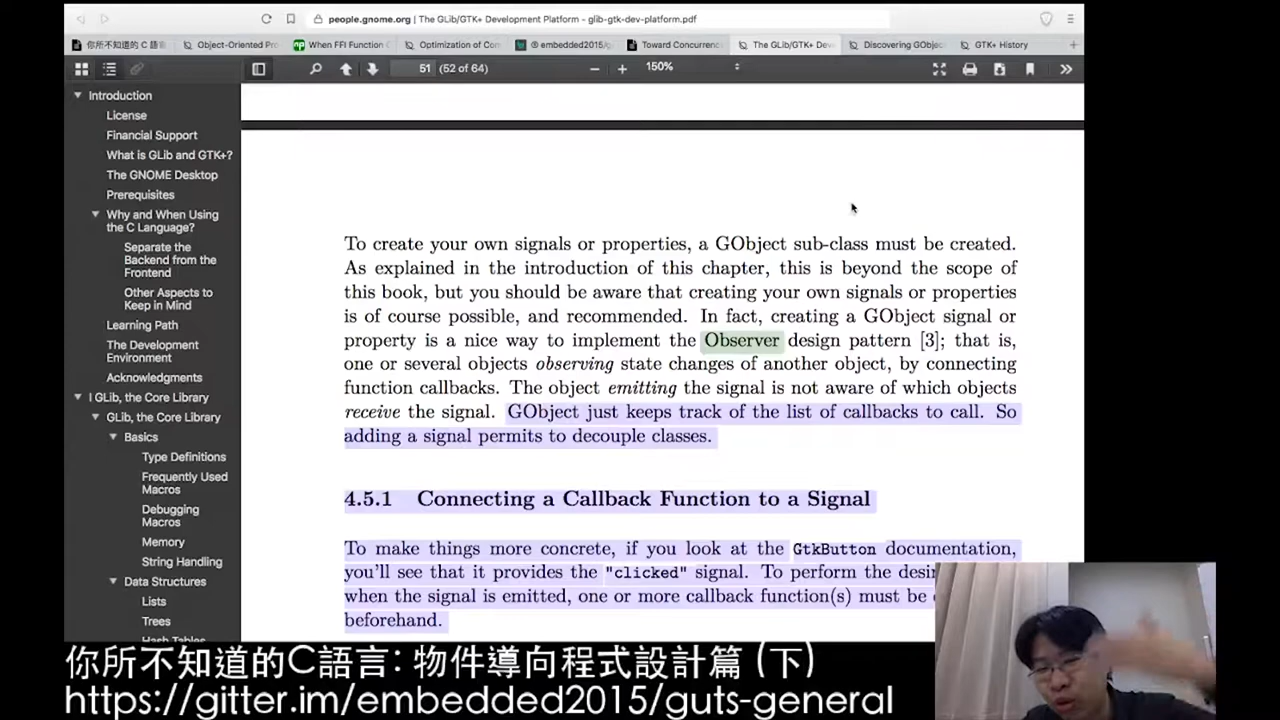 people.gnome.org | The GLib/GTK+ Development Platform - glib-gtk-dev-platform.pdf
你所不知道的 C 語言
Object-Oriented Pro
When FFI Function C
Optimization of Com
embedded2015/g
Toward Concurrenc
The GLib/GTK+ Dev
Discovering GObjec
GTK+ History
51 (52 of 64)
150%
Introduction
License
Financial Support
What is GLib and GTK+?
The GNOME Desktop
Prerequisites
Why and When Using
the C Language?
Separate the
Backend from the
Frontend
Other Aspects to
Keep in Mind
Learning Path
The Development
Environment
Acknowledgments
I GLib, the Core Library
GLib, the Core Library
Basics
Type Definitions
Frequently Used
Macros
Debugging
Macros
Memory
String Handling
Data Structures
Lists
Trees
Hash Tables
To create your own signals or properties, a GObject sub-class must be created.
As explained in the introduction of this chapter, this is beyond the scope of
this book, but you should be aware that creating your own signals or properties
is of course possible, and recommended. In fact, creating a GObject signal or
property is a nice way to implement the Observer design pattern [3]; that is,
one or several objects observing state changes of another object, by connecting
function callbacks. The object emitting the signal is not aware of which objects
receive the signal. GObject just keeps track of the list of callbacks to call. So
adding a signal permits to decouple classes.
4.5.1 Connecting a Callback Function to a Signal
To make things more concrete, if you look at the GtkButton documentation,
you'll see that it provides the "clicked" signal. To perform the desir
when the signal is emitted, one or more callback function(s) must be
beforehand.
你所不知道的C語言: 物件導向程式設計篇 (下)
https://gitter.im/embedded2015/guts-general